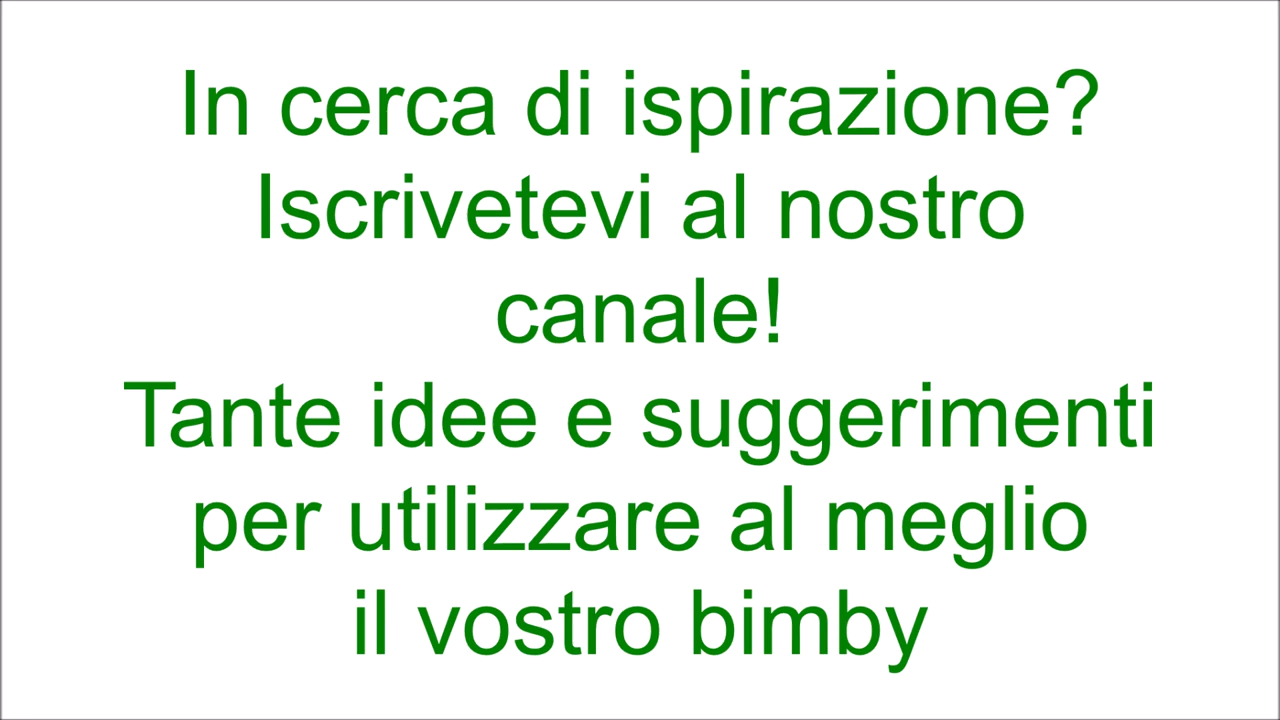 In cerca di ispirazione?
Iscrivetevi al nostro
canale!
Tante idee e suggerimenti
per utilizzare al meglio
il vostro bimby